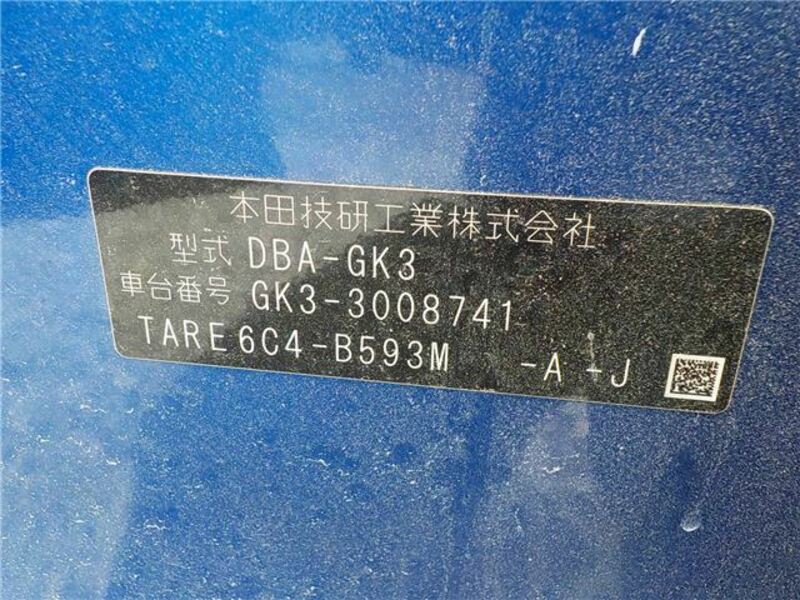 本田技研工業株式会社
型式 DBA-GK3
車台番号 GK3-3008741
TARE6C4-B593M -A -J